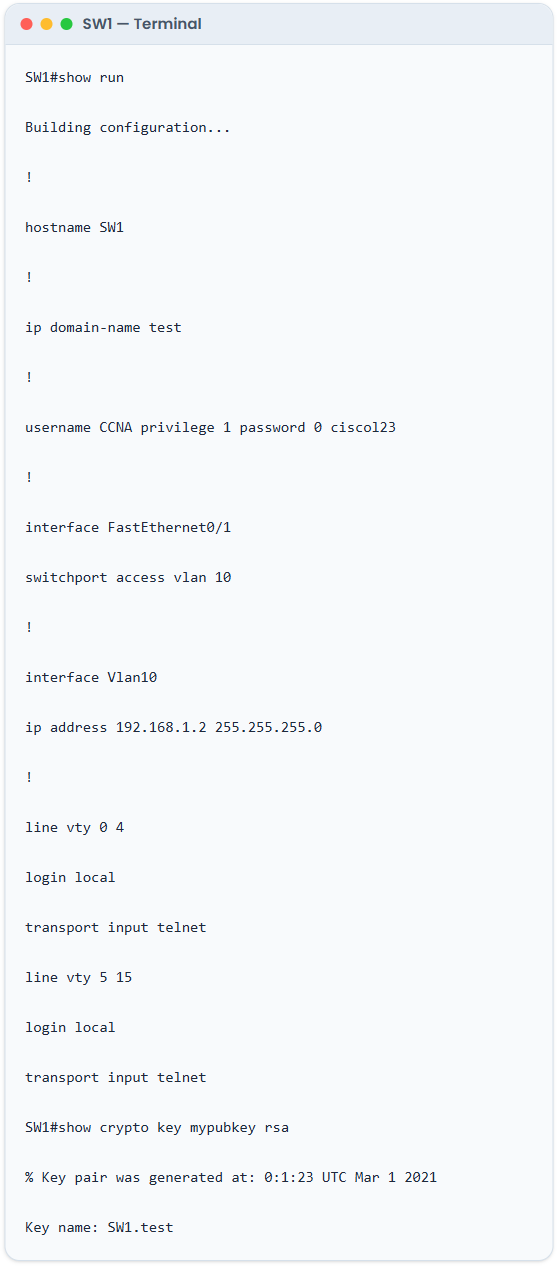 SW1 — Terminal
SW1#show run
Building configuration...
!
hostname SW1
!
ip domain-name test
!
username CCNA privilege 1 password 0 ciscol23
!
interface FastEthernet0/1
switchport access vlan 10
!
interface Vlan10
ip address 192.168.1.2 255.255.255.0
!
line vty 0 4
login local
transport input telnet
line vty 5 15
login local
transport input telnet
SW1#show crypto key mypubkey rsa
% Key pair was generated at: 0:1:23 UTC Mar 1 2021
Key name: SW1.test